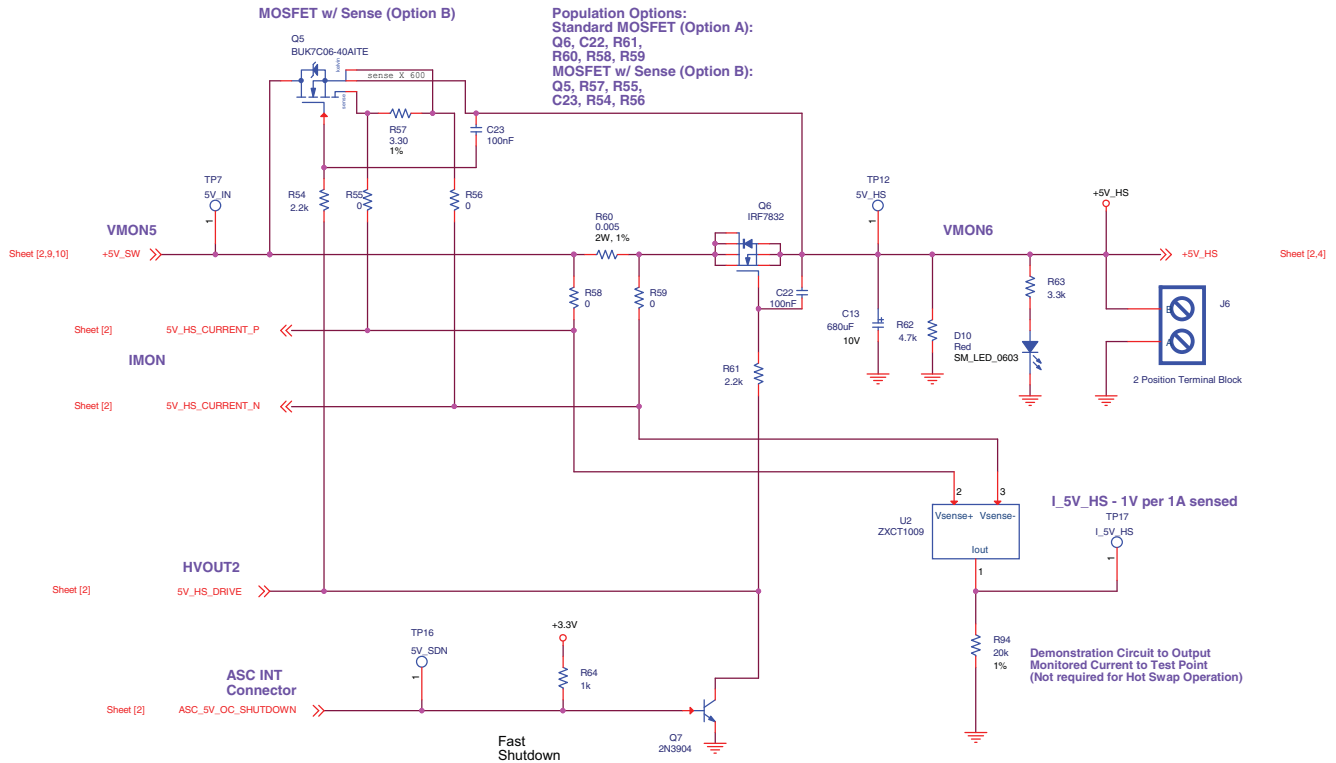 MOSFET w/ Sense (Option B)
Population Options:
Standard MOSFET (Option A):
Q6, C22, R61,
R60, R58, R59
MOSFET w/ Sense (Option B):
Q5, R57, R55,
C23, R54, R56
Q5
BUK7C06-40AITE
kelvin
sense X 600
sense
R57
3.30
1%
C23
100nF
TP7
5V_IN
1
R54
2.2k
R55
0
R56
0
R60
0.005
2W, 1%
Q6
IRF7832
TP12
5V_HS
1
+5V_HS
VMON5
VMON6
Sheet [2,9,10]
+5V_SW
+5V_HS
Sheet [2,4]
R58
0
R59
0
C22
100nF
C13
680uF
10V
R62
4.7k
R63
3.3k
D10
Red
SM_LED_0603
J6
B
A
2 Position Terminal Block
Sheet [2]
5V_HS_CURRENT_P
IMON
R61
2.2k
Sheet [2]
5V_HS_CURRENT_N
2
3
U2
ZXCT1009
Vsense+
Vsense-
Iout
1
I_5V_HS - 1V per 1A sensed
TP17
I_5V_HS
1
HVOUT2
Sheet [2]
5V_HS_DRIVE
TP16
5V_SDN
1
+3.3V
R64
1k
R94
20k
1%
Demonstration Circuit to Output
Monitored Current to Test Point
(Not required for Hot Swap Operation)
ASC INT
Connector
Sheet [2]
ASC_5V_OC_SHUTDOWN
Fast
Shutdown
Q7
2N3904